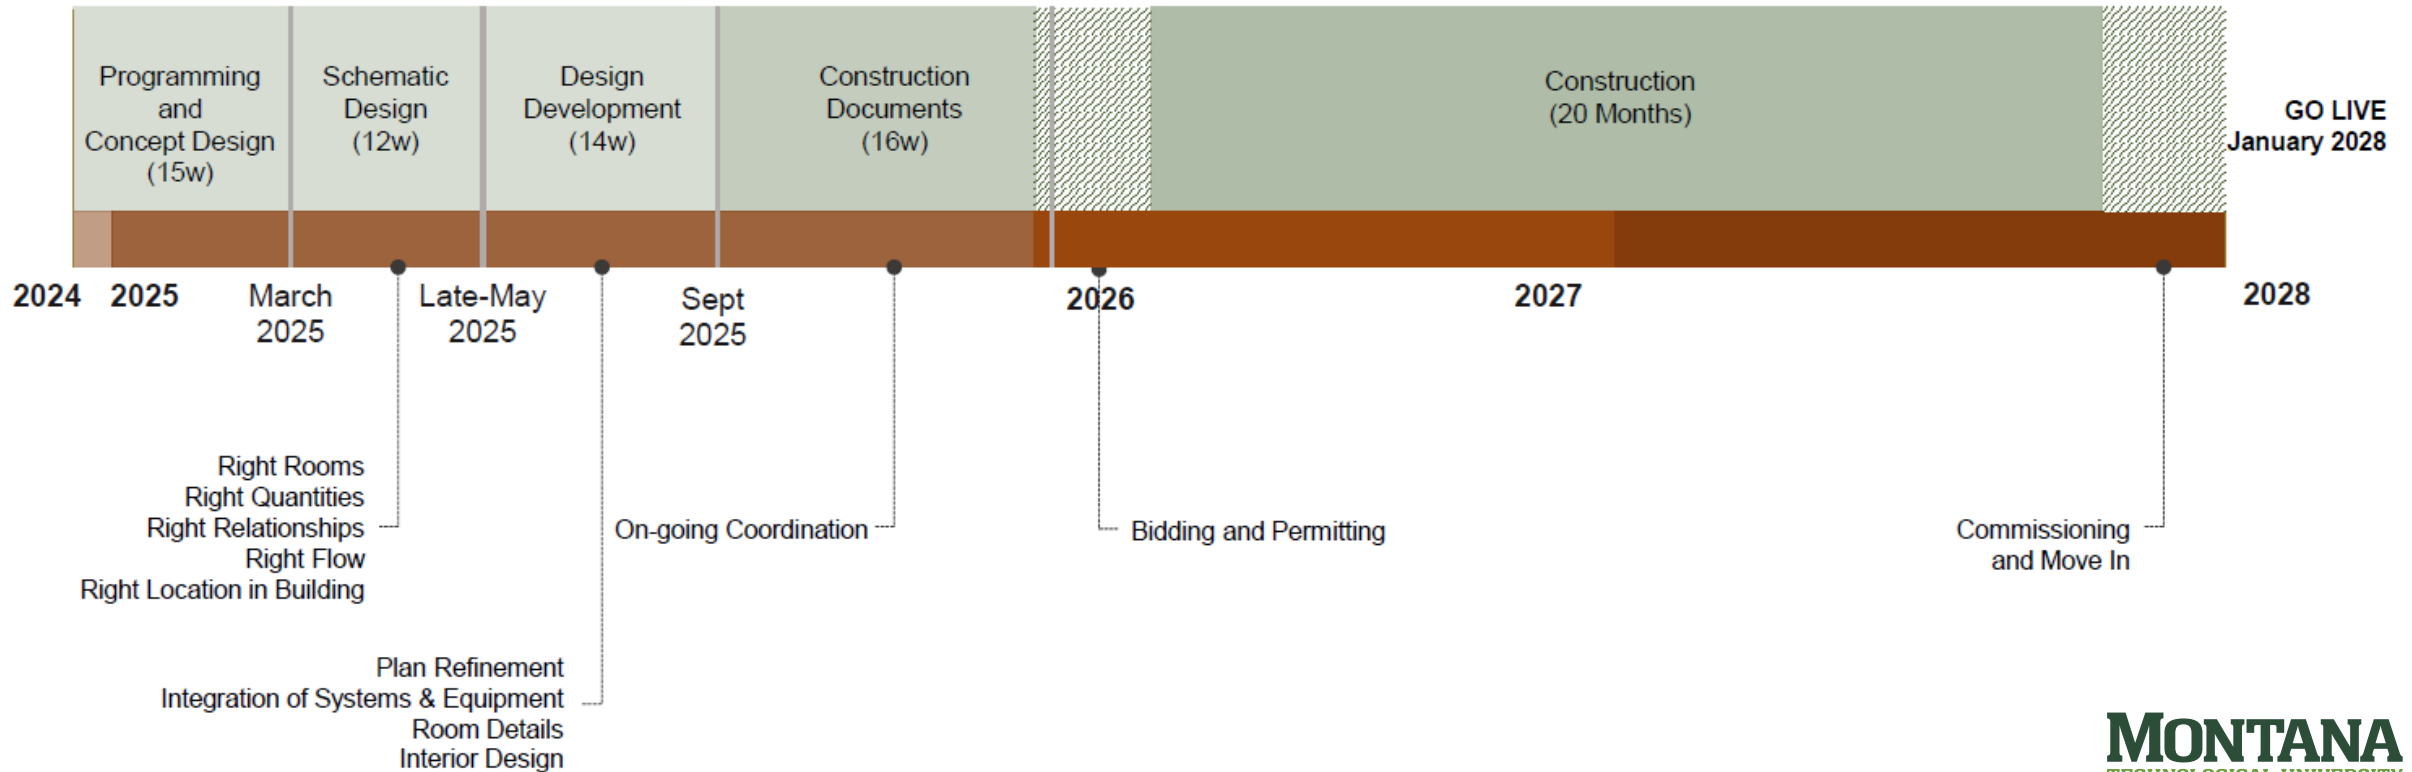 Programming
and
Concept Design
(15w)
Schematic
Design
(12w)
Design
Development
(14w)
Construction
Documents
(16w)
Construction
(20 Months)
GO LIVE
January 2028
2024
2025
March
2025
Late-May
2025
Sept
2025
2026
2027
2028
Right Rooms
Right Quantities
Right Relationships
Right Flow
Right Location in Building
Plan Refinement
Integration of Systems & Equipment
Room Details
Interior Design
On-going Coordination
Bidding and Permitting
Commissioning
and Move In
MONTANA
TECHNOLOGICAL UNIVERSITY